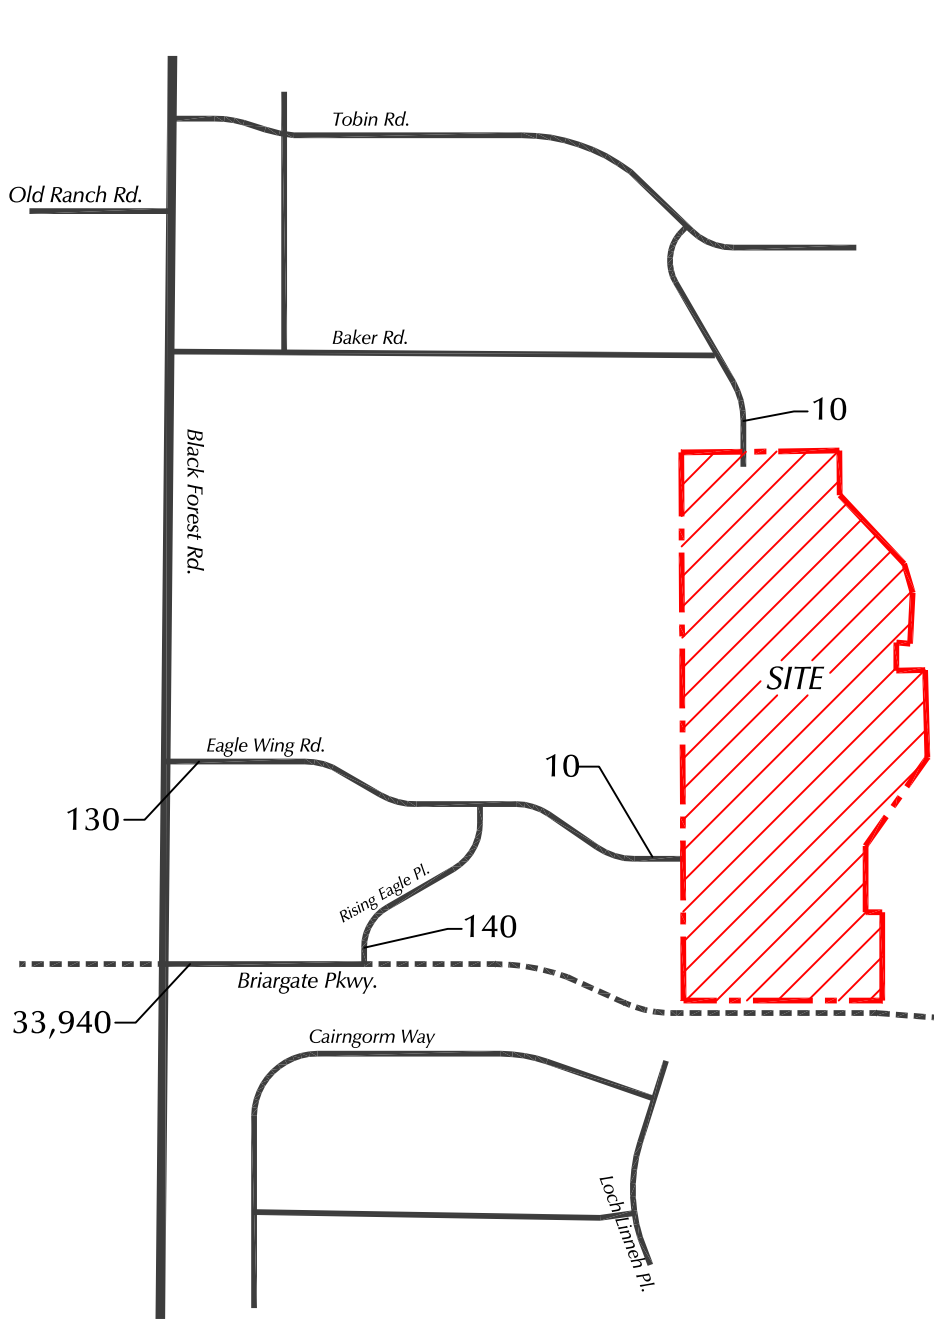 Tobin Rd.
Old Ranch Rd.
Baker Rd.
10
Black Forest Rd.
SITE
Eagle Wing Rd.
10
130
Rising Eagle Pl.
140
Briargate Pkwy.
33,940
Cairngorm Way
Loch Linneh Pl.